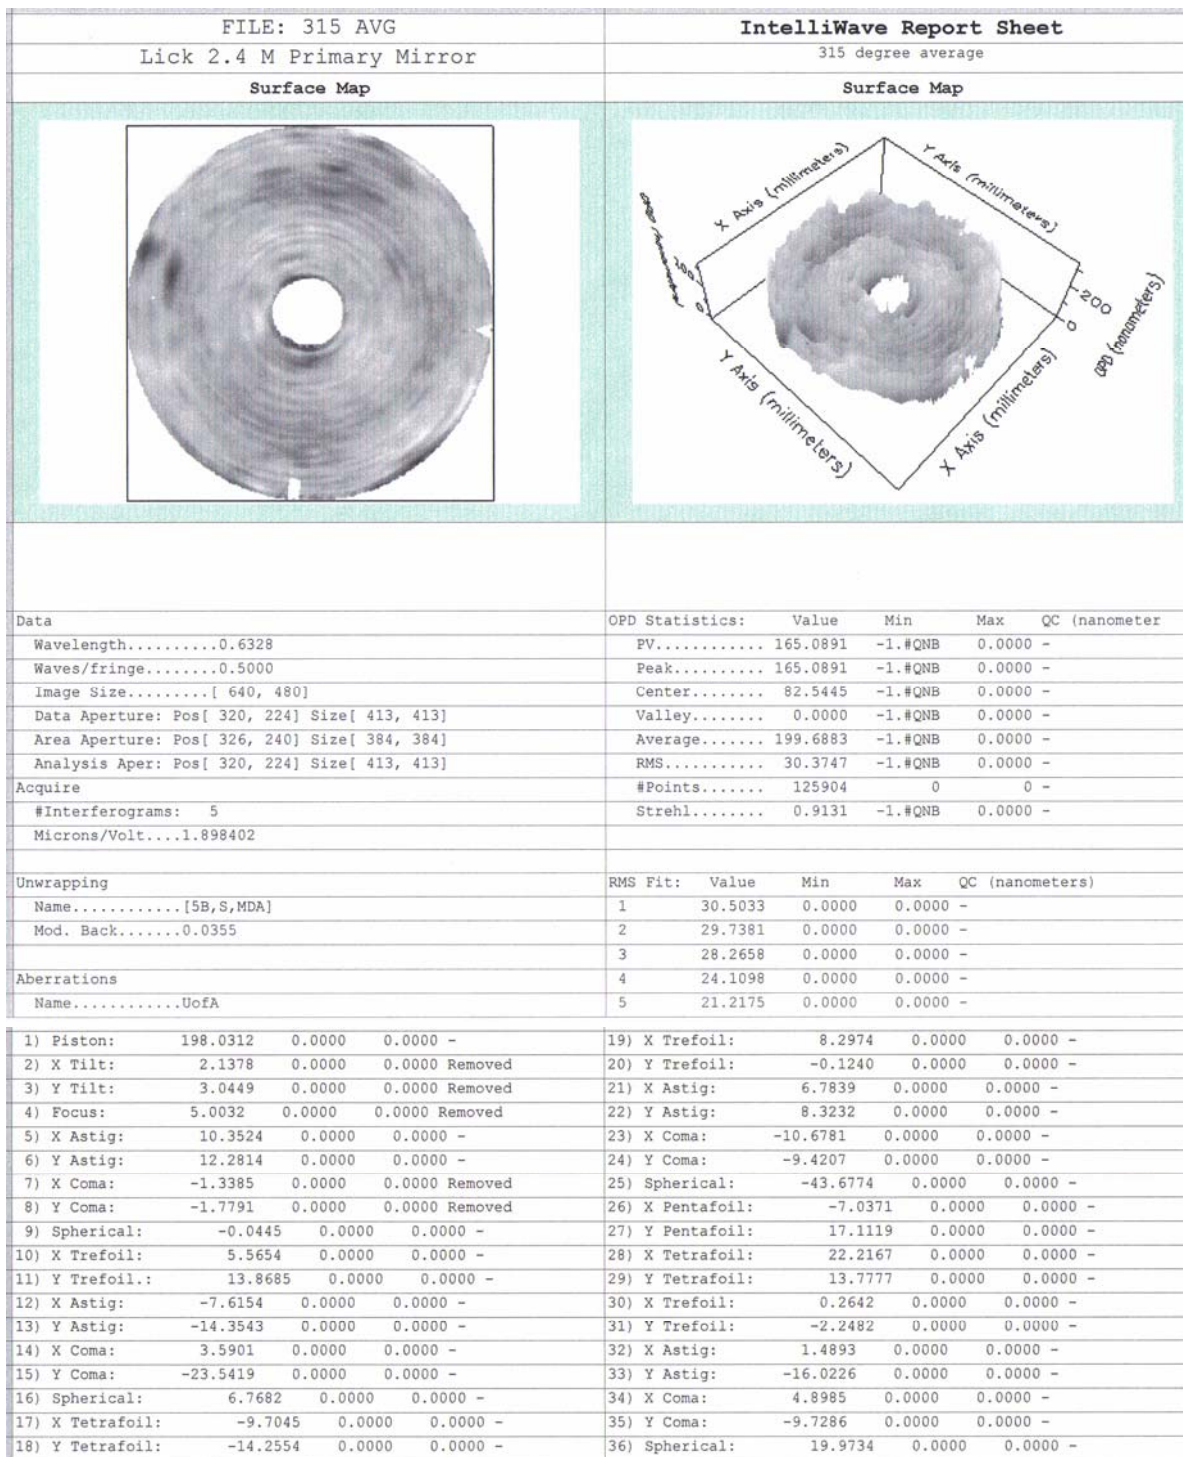 FILE: 315 AVG
Lick 2.4 M Primary Mirror
Surface Map
IntelliWave Report Sheet
315 degree average
Surface Map
X Axis (millimeters)
Y Axis (millimeters)
200
0
200
0
OPD (nanometers)
Y Axis (millimeters)
X Axis (millimeters)
Data
Wavelength..........0.6328
Waves/fringe........0.5000
Image Size.........[ 640, 480]
Data Aperture: Pos[ 320, 224] Size[ 413, 413]
Area Aperture: Pos[ 326, 240] Size[ 384, 384]
Analysis Aper: Pos[ 320, 224] Size[ 413, 413]
Acquire
#Interferograms: 5
Microns/Volt....1.898402
Unwrapping
Name............[5B,S,MDA]
Mod. Back.......0.0355
Aberrations
Name............UofA
OPD Statistics: Value Min Max QC (nanometer
PV............ 165.0891 -1.#QNB 0.0000 -
Peak.......... 165.0891 -1.#QNB 0.0000 -
Center........ 82.5445 -1.#QNB 0.0000 -
Valley........ 0.0000 -1.#QNB 0.0000 -
Average....... 199.6883 -1.#QNB 0.0000 -
RMS........... 30.3747 -1.#QNB 0.0000 -
#Points....... 125904 0 0 -
Strehl........ 0.9131 -1.#QNB 0.0000 -
RMS Fit: Value Min Max QC (nanometers)
1 30.5033 0.0000 0.0000 -
2 29.7381 0.0000 0.0000 -
3 28.2658 0.0000 0.0000 -
4 24.1098 0.0000 0.0000 -
5 21.2175 0.0000 0.0000 -
1) Piston: 198.0312 0.0000 0.0000 -
2) X Tilt: 2.1378 0.0000 0.0000 Removed
3) Y Tilt: 3.0449 0.0000 0.0000 Removed
4) Focus: 5.0032 0.0000 0.0000 Removed
5) X Astig: 10.3524 0.0000 0.0000 -
6) Y Astig: 12.2814 0.0000 0.0000 -
7) X Coma: -1.3385 0.0000 0.0000 Removed
8) Y Coma: -1.7791 0.0000 0.0000 Removed
9) Spherical: -0.0445 0.0000 0.0000 -
10) X Trefoil: 5.5654 0.0000 0.0000 -
11) Y Trefoil.: 13.8685 0.0000 0.0000 -
12) X Astig: -7.6154 0.0000 0.0000 -
13) Y Astig: -14.3543 0.0000 0.0000 -
14) X Coma: 3.5901 0.0000 0.0000 -
15) Y Coma: -23.5419 0.0000 0.0000 -
16) Spherical: 6.7682 0.0000 0.0000 -
17) X Tetrafoil: -9.7045 0.0000 0.0000 -
18) Y Tetrafoil: -14.2554 0.0000 0.0000 -
19) X Trefoil: 8.2974 0.0000 0.0000 -
20) Y Trefoil: -0.1240 0.0000 0.0000 -
21) X Astig: 6.7839 0.0000 0.0000 -
22) Y Astig: 8.3232 0.0000 0.0000 -
23) X Coma: -10.6781 0.0000 0.0000 -
24) Y Coma: -9.4207 0.0000 0.0000 -
25) Spherical: -43.6774 0.0000 0.0000 -
26) X Pentafoil: -7.0371 0.0000 0.0000 -
27) Y Pentafoil: 17.1119 0.0000 0.0000 -
28) X Tetrafoil: 22.2167 0.0000 0.0000 -
29) Y Tetrafoil: 13.7777 0.0000 0.0000 -
30) X Trefoil: 0.2642 0.0000 0.0000 -
31) Y Trefoil: -2.2482 0.0000 0.0000 -
32) X Astig: 1.4893 0.0000 0.0000 -
33) Y Astig: -16.0226 0.0000 0.0000 -
34) X Coma: 4.8985 0.0000 0.0000 -
35) Y Coma: -9.7286 0.0000 0.0000 -
36) Spherical: 19.9734 0.0000 0.0000 -